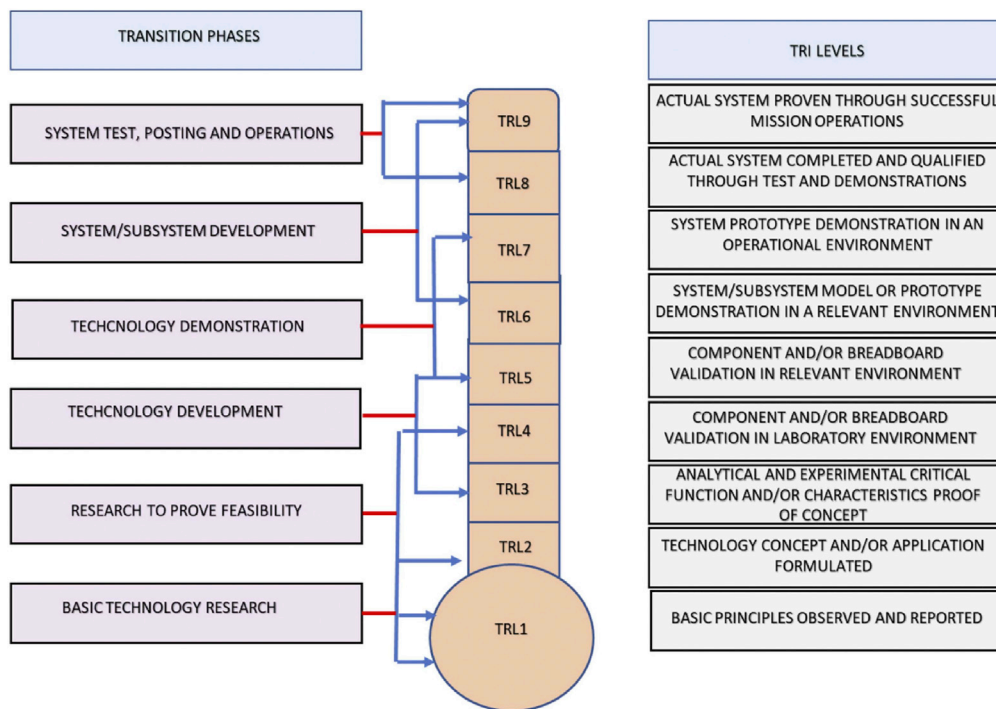 TRANSITION PHASES
SYSTEM TEST, POSTING AND OPERATIONS
SYSTEM/SUBSYSTEM DEVELOPMENT
TECHCNOLOGY DEMONSTRATION
TECHCNOLOGY DEVELOPMENT
RESEARCH TO PROVE FEASIBILITY
BASIC TECHNOLOGY RESEARCH
TRL9
TRL8
TRL7
TRL6
TRL5
TRL4
TRL3
TRL2
TRL1
TRI LEVELS
ACTUAL SYSTEM PROVEN THROUGH SUCCESSFUL
MISSION OPERATIONS
ACTUAL SYSTEM COMPLETED AND QUALIFIED
THROUGH TEST AND DEMONSTRATIONS
SYSTEM PROTOTYPE DEMONSTRATION IN AN
OPERATIONAL ENVIRONMENT
SYSTEM/SUBSYSTEM MODEL OR PROTOTYPE
DEMONSTRATION IN A RELEVANT ENVIRONMENT
COMPONENT AND/OR BREADBOARD
VALIDATION IN RELEVANT ENVIRONMENT
COMPONENT AND/OR BREADBOARD
VALIDATION IN LABORATORY ENVIRONMENT
ANALYTICAL AND EXPERIMENTAL CRITICAL
FUNCTION AND/OR CHARACTERISTICS PROOF
OF CONCEPT
TECHNOLOGY CONCEPT AND/OR APPLICATION
FORMULATED
BASIC PRINCIPLES OBSERVED AND REPORTED